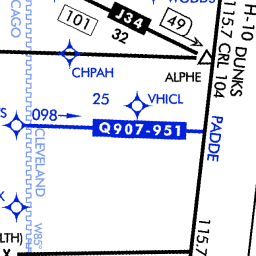 CAGO
101
J34
49
32
CHPAH
ALPHE
H-10 DUNKS
115.7 CRL 104
PADDE
25
VHICL
098
Q907-951
CLEVELAND
W85°
LTH)
X
115.7